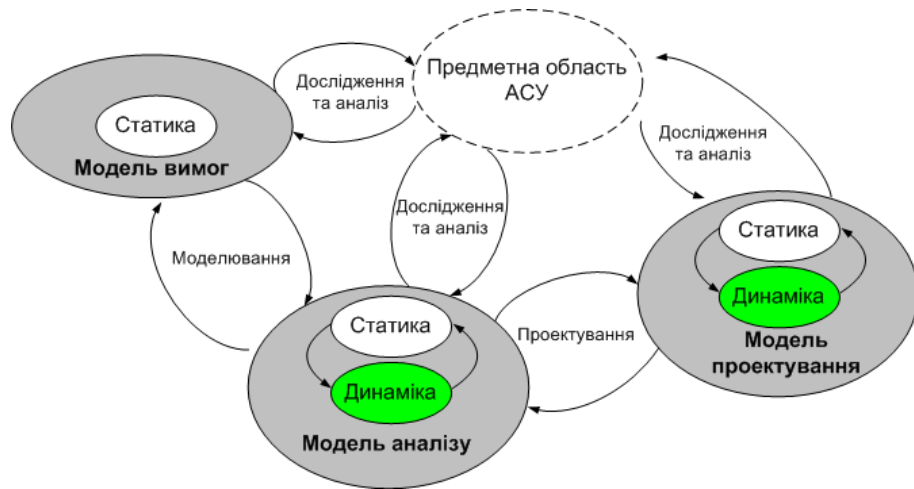 Предметна область
АСУ
Дослідження
та аналіз
Статика
Модель вимог
Дослідження
та аналіз
Дослідження
та аналіз
Моделювання
Статика
Динаміка
Модель
проектування
Статика
Динаміка
Модель аналізу
Проектування